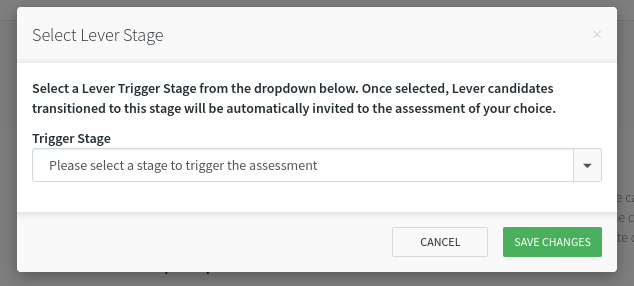 Select Lever Stage
×
Select a Lever Trigger Stage from the dropdown below. Once selected, Lever candidates
transitioned to this stage will be automatically invited to the assessment of your choice.
Trigger Stage
Please select a stage to trigger the assessment
CANCEL
SAVE CHANGES